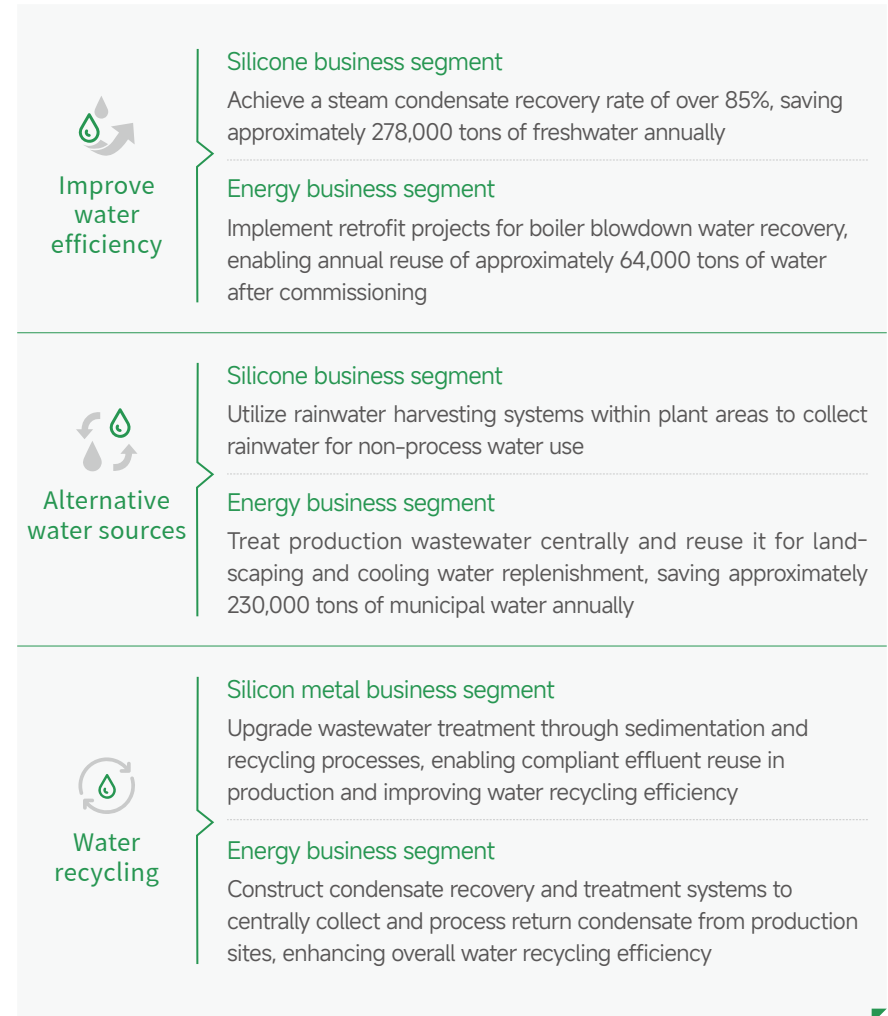 Improve
water
efficiency
Silicone business segment
Achieve a steam condensate recovery rate of over 85%, saving
approximately 278,000 tons of freshwater annually
Energy business segment
Implement retrofit projects for boiler blowdown water recovery,
enabling annual reuse of approximately 64,000 tons of water
after commissioning
Alternative
water sources
Silicone business segment
Utilize rainwater harvesting systems within plant areas to collect
rainwater for non-process water use
Energy business segment
Treat production wastewater centrally and reuse it for land-
scaping and cooling water replenishment, saving approximately
230,000 tons of municipal water annually
Water
recycling
Silicon metal business segment
Upgrade wastewater treatment through sedimentation and
recycling processes, enabling compliant effluent reuse in
production and improving water recycling efficiency
Energy business segment
Construct condensate recovery and treatment systems to
centrally collect and process return condensate from production
sites, enhancing overall water recycling efficiency